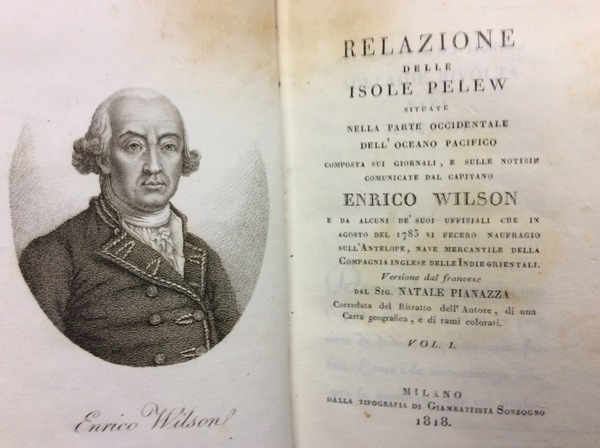 Enrico Wilson
RELAZIONE
DELLE
ISOLE PELEW
SITUATE
NELLA PARTE OCCIDENTALE
DELL'OCEANO PACIFICO
COMPOSTA SUI GIORNALI, E SULLE NOTIZIE
COMUNICATE DAL CAPITANO
ENRICO WILSON
E DA ALCUNI DE' SUOI UFFIZIALI CHE IN
AGOSTO DEL 1783 VI FECERO NAUFRAGIO
SULL'ANTELOPE, NAVE MERCANTILE DELLA
COMPAGNIA INGLESE DELLE INDIE ORIENTALI.
Versione dal francese
DAL SIG. NATALE PIANAZZA
Corredata del Ritratto dell'Autore, di una
Carta geografica, e di rami colorati.
VOL. I.
MILANO
DALLA TIPOGRAFIA DI GIAMBATTISTA SONZOGNO
1818.